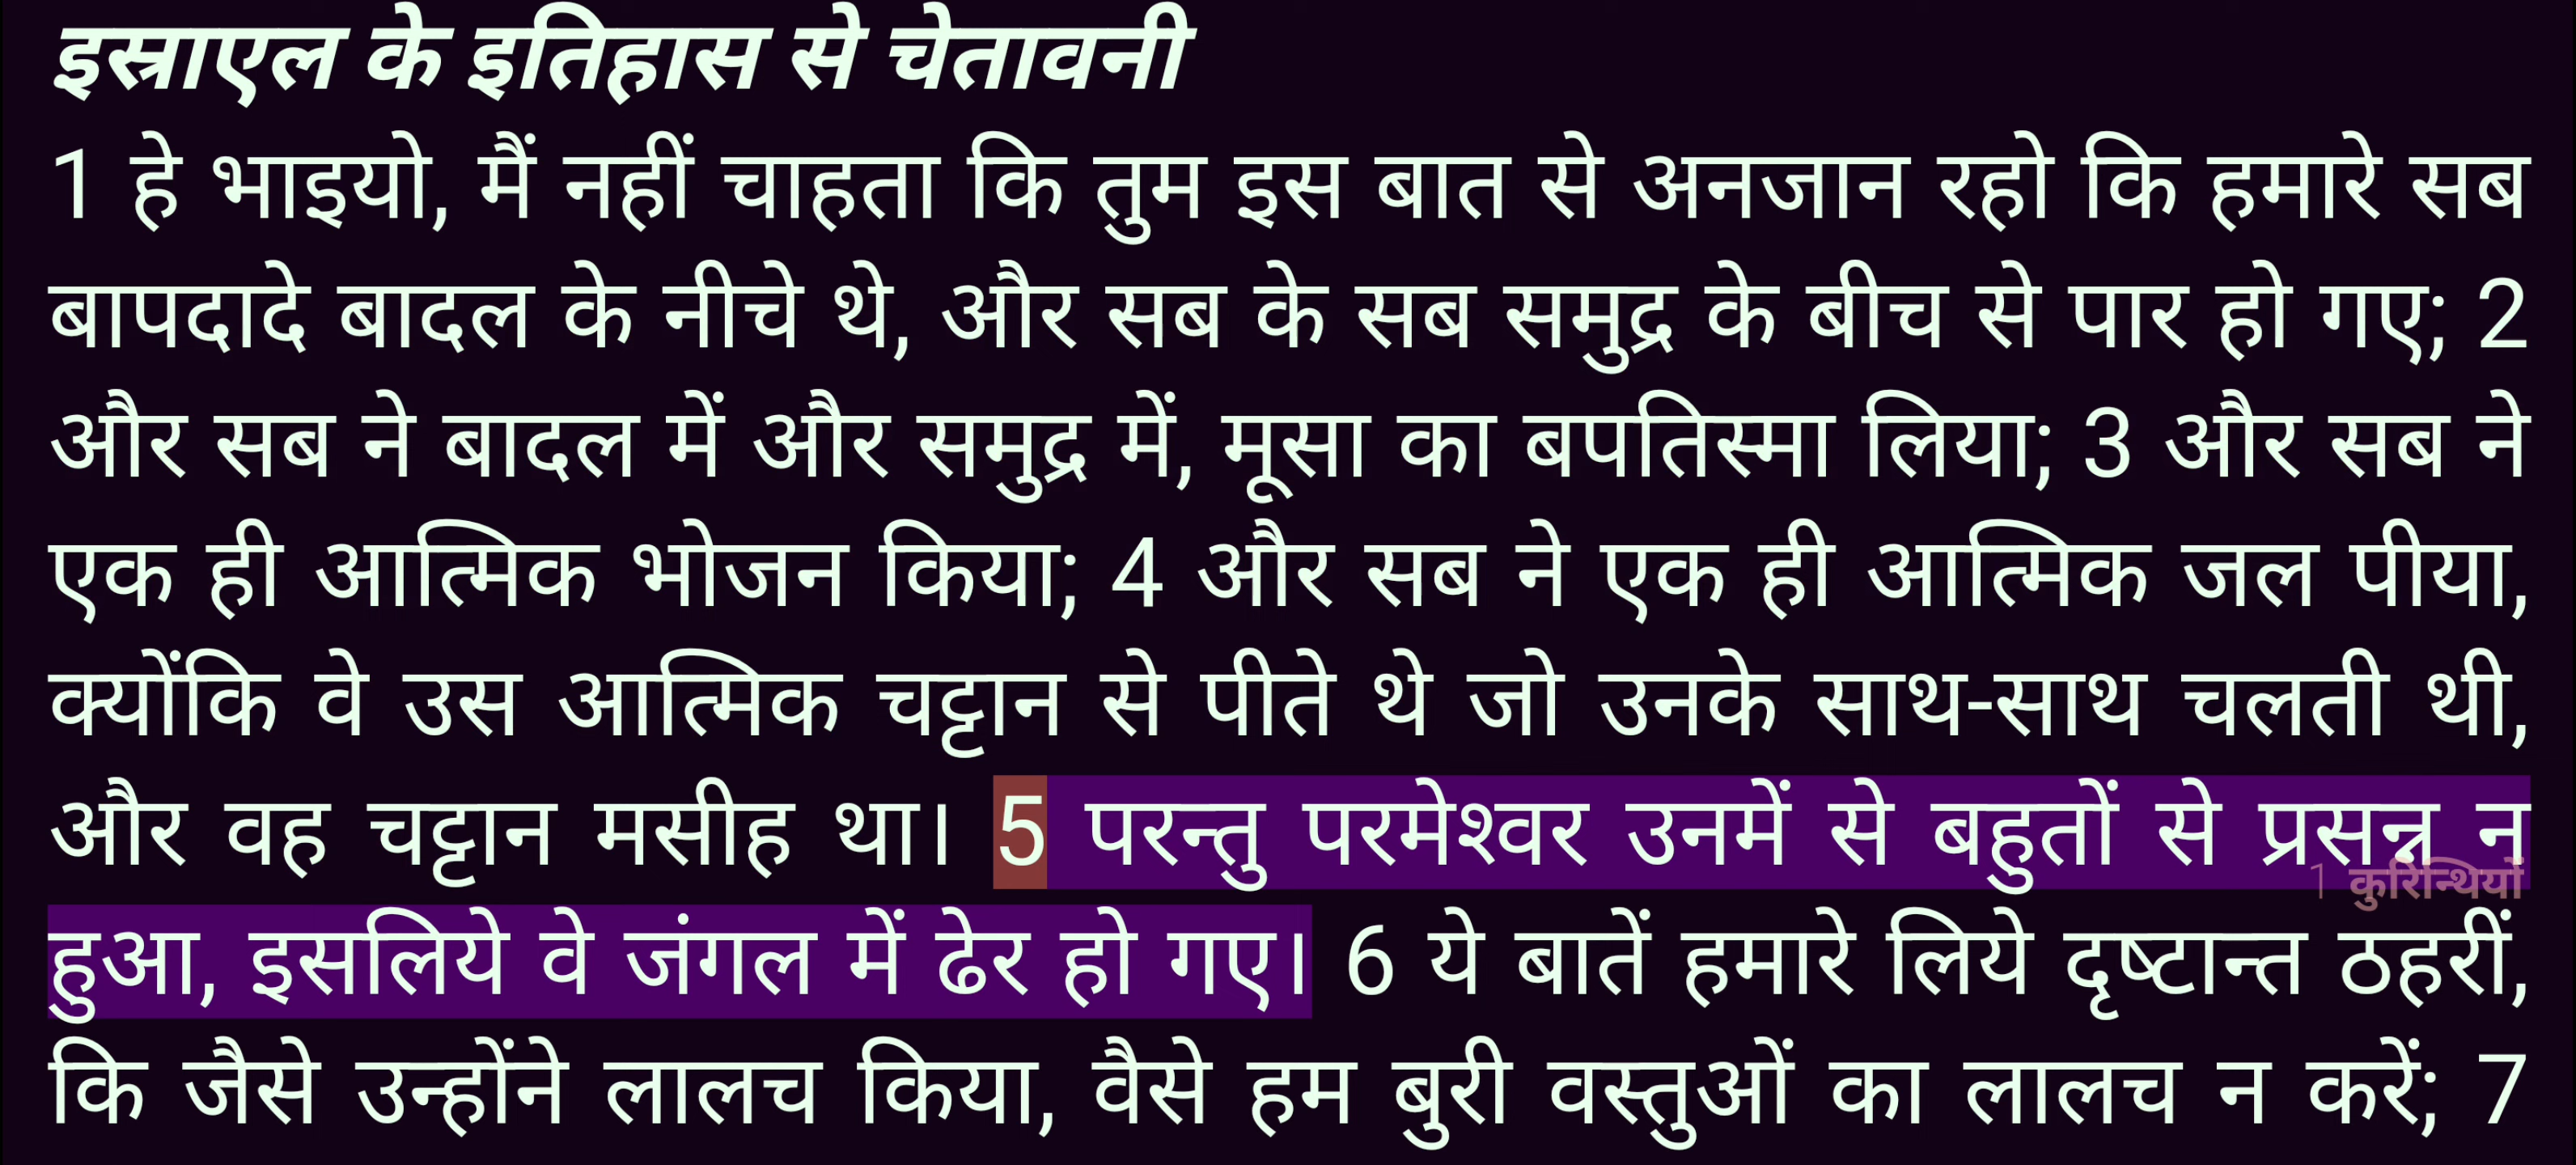 इस्राएल के इतिहास से चेतावनी
1 हे भाइयो, मैं नहीं चाहता कि तुम इस बात से अनजान रहो कि हमारे सब
बापदादे बादल के नीचे थे, और सब के सब समुद्र के बीच से पार हो गए; 2
और सब ने बादल में और समुद्र में, मूसा का बपतिस्मा लिया; 3 और सब ने
एक ही आत्मिक भोजन किया; 4 और सब ने एक ही आत्मिक जल पीया,
क्योंकि वे उस आत्मिक चट्टान से पीते थे जो उनके साथ-साथ चलती थी,
और वह चट्टान मसीह था। 5 परन्तु परमेश्वर उनमें से बहुतों से प्रसन्न न
1 कुरिन्थियों
हुआ, इसलिये वे जंगल में ढेर हो गए। 6 ये बातें हमारे लिये दृष्टान्त ठहरीं,
कि जैसे उन्होंने लालच किया, वैसे हम बुरी वस्तुओं का लालच न करें; 7